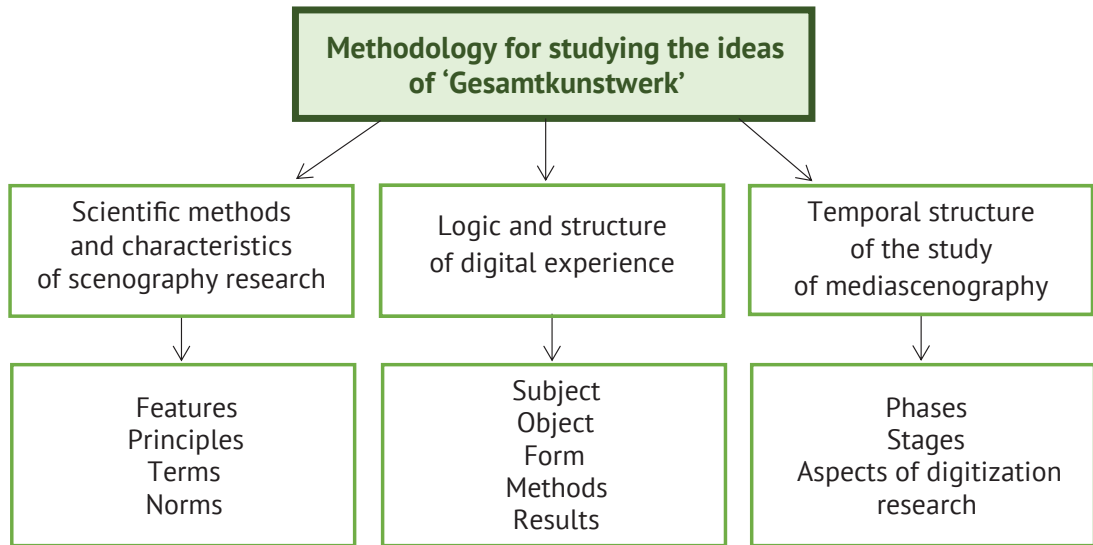 Methodology for studying the ideas
of ‘Gesamtkunstwerk’
Scientific methods
and characteristics
of scenography research
Logic and structure
of digital experience
Temporal structure
of the study
of mediascenography
Features
Principles
Terms
Norms
Subject
Object
Form
Methods
Results
Phases
Stages
Aspects of digitization
research